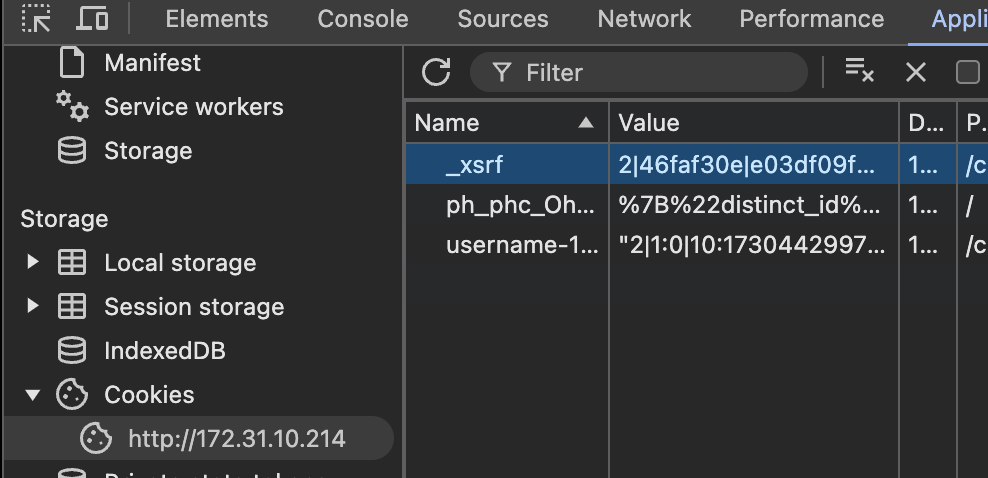 Elements Console Sources Network Performance Appli
Manifest
Service workers
Storage
Storage
Local storage
Session storage
IndexedDB
Cookies
http://172.31.10.214
Filter
Name Value D... P.
_xsrf 2|46faf30e|e03df09f... 1... /c
ph_phc_Oh... %7B%22distinct_id%... 1... /
username-1... "2|1:0|10:1730442997... 1... /c